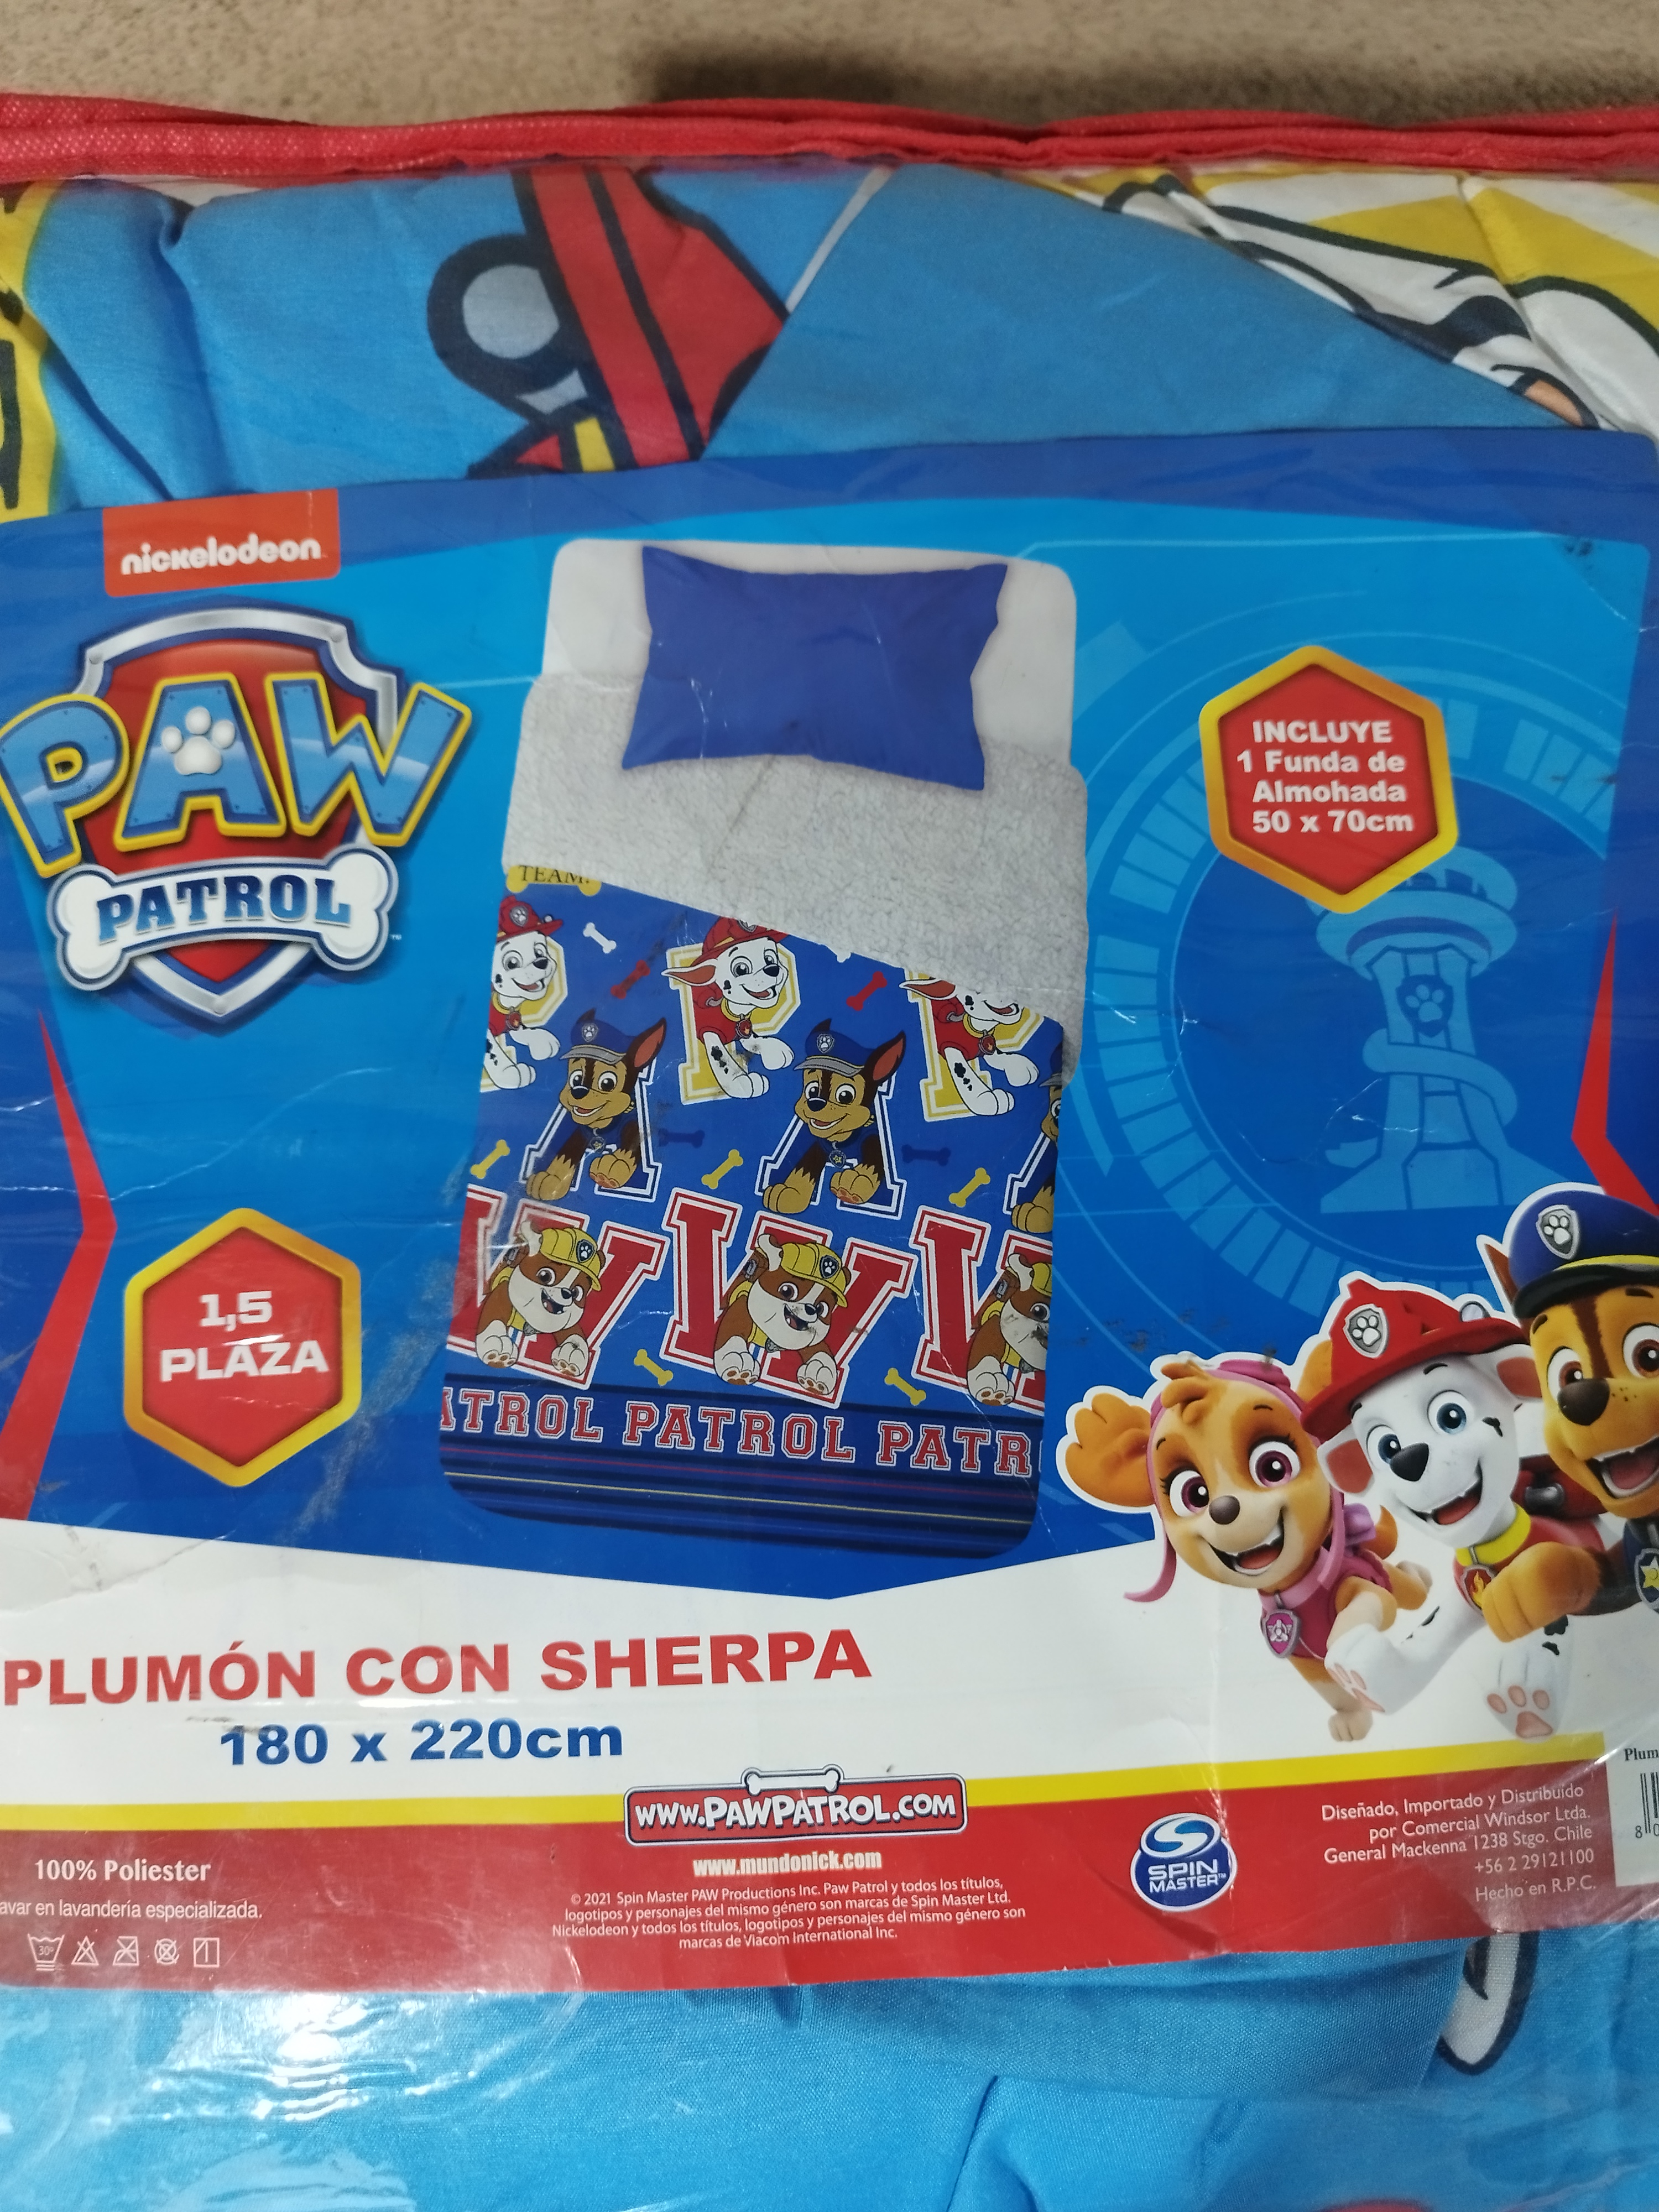 nickelodeon
PAW
PATROL
INCLUYE
1 Funda de
Almohada
50 x 70cm
TEAM.
1,5
PLAZA
ATROL PATROL PATR
PLUMÓN CON SHERPA
180 x 220cm
www.PAWPATROL.COM
www.mundonick.com
© 2021 Spin Master PAW Productions Inc. Paw Patrol y todos los títulos,
logotipos y personajes del mismo género son marcas de Spin Master Ltd.
Nickelodeon y todos los títulos, logotipos y personajes del mismo género son
marcas de Viacom International Inc.
100% Poliester
avar en lavandería especializada.
30°
SPIN
MASTER™
Diseñado, Importado y Distribuido
por Comercial Windsor Ltda.
General Mackenna 1238 Stgo. Chile
+56 2 29121100
Hecho en R.P.C.
Plum
8